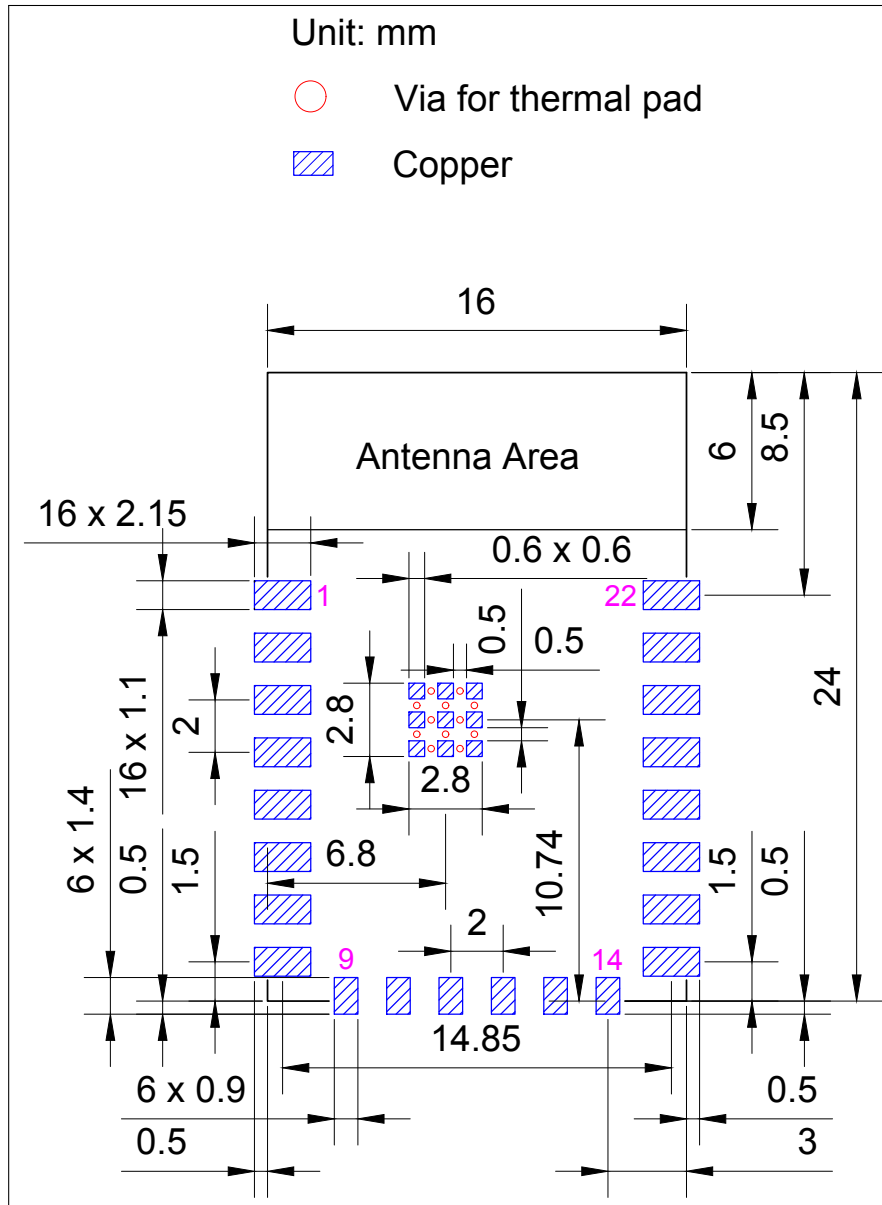 Unit: mm
Via for thermal pad
Copper
16
Antenna Area
6
8.5
24
16 x 2.15
0.6 x 0.6
1
22
0.5
0.5
2.8
2.8
2
16 x 1.1
6 x 1.4
0.5
1.5
6.8
10.74
1.5
0.5
2
9
14
14.85
6 x 0.9
0.5
0.5
3